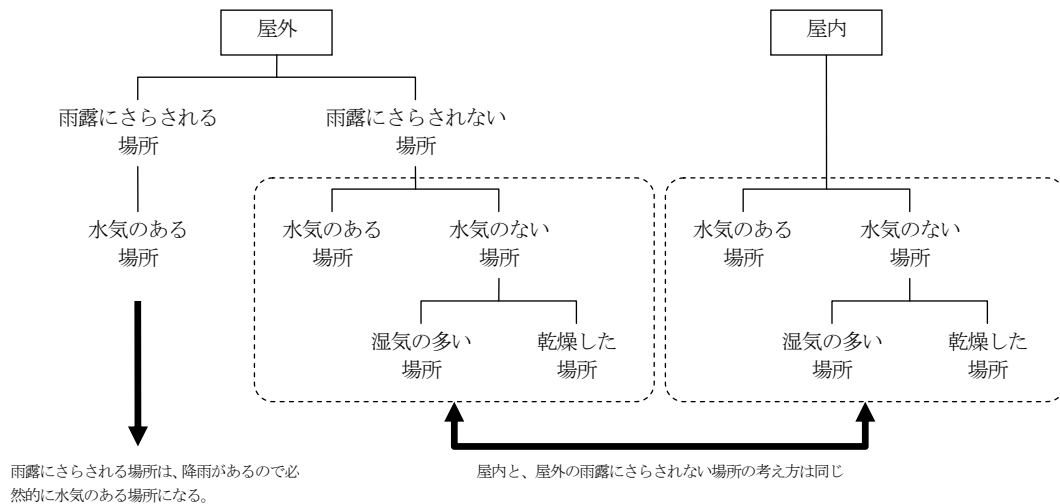 屋外
屋内
雨露にさらされる
場所
雨露にさらされない
場所
水気のある
場所
水気のある
場所
水気のない
場所
水気のある
場所
水気のない
場所
湿気の多い
場所
乾燥した
場所
湿気の多い
場所
乾燥した
場所
雨露にさらされる場所は、降雨があるので必
然的に水気のある場所になる。
屋内と、屋外の雨露にさらされない場所の考え方は同じ